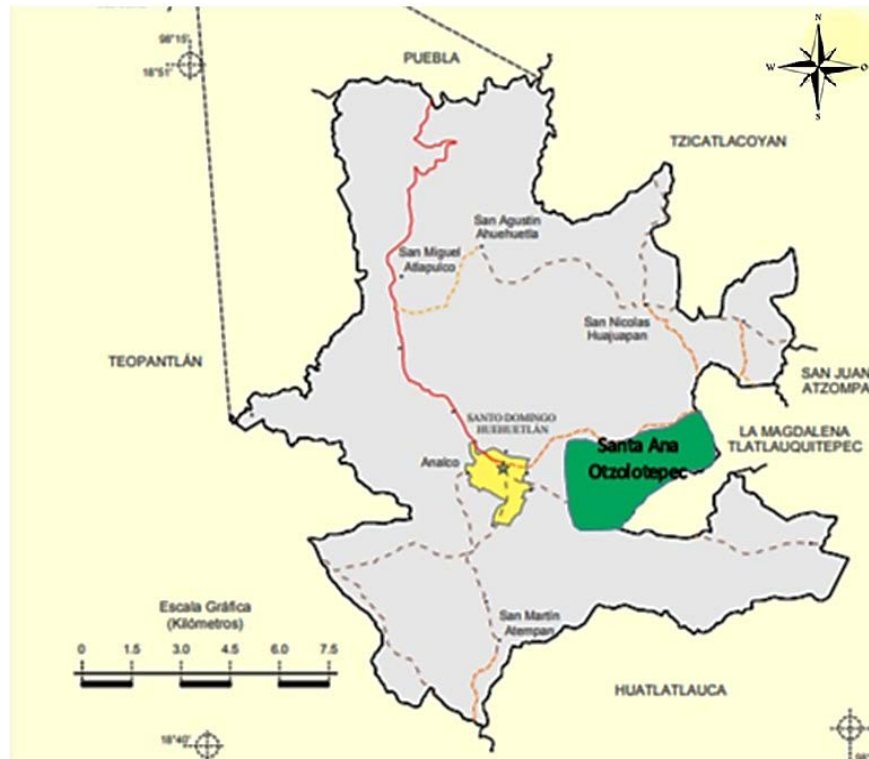 98°15'
18°51'
PUEBLA
N
W
O
S
TZICATLACOYAN
San Agustin
Ahuehuetla
San Miguel
Atlapulco
San Nicolas
Huajuapan
TEOPANTLÁN
SAN JUAN
ATZOMPA
SANTO DOMINGO
HUEHUETLÁN
LA MAGDALENA
TLATLAUQUITEPEC
Santa Ana
Otzolotepec
Analco
Escala Gráfica
(Kilómetros)
0 1.5 3.0 4.5 6.0 7.5
San Martín
Atempan
HUATLATLAUCA
18°40'